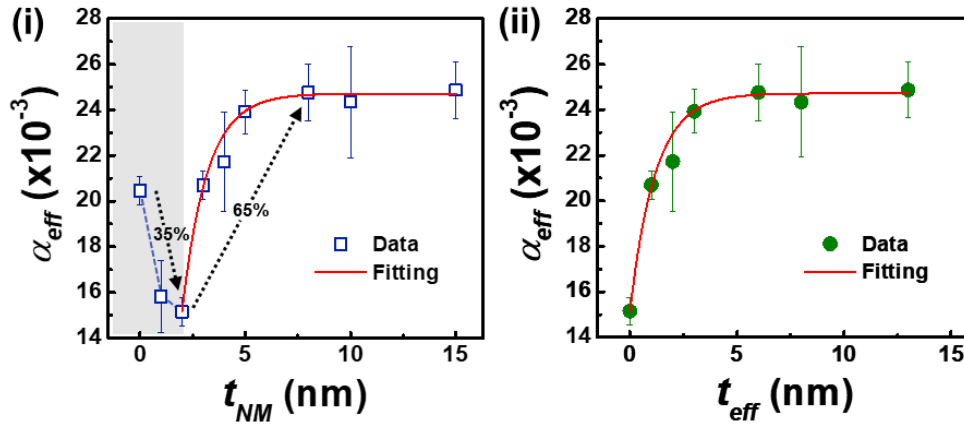 (i)
28
26
24
22
20
18
16
14
α_eff (x10⁻³)
35%
65%
Data
Fitting
0
5
10
15
t_NM (nm)
(ii)
28
26
24
22
20
18
16
14
α_eff (x10⁻³)
Data
Fitting
0
5
10
15
t_eff (nm)